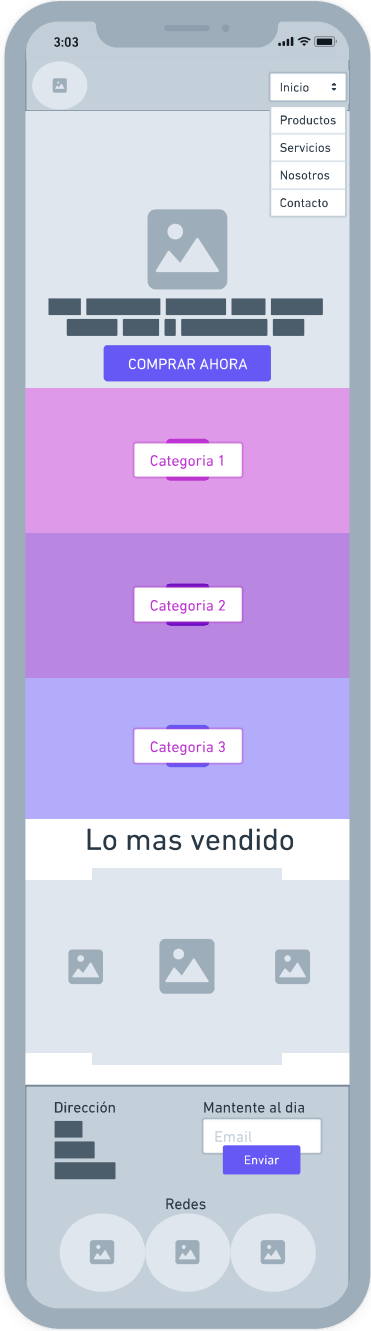 3:03
Inicio
Productos
Servicios
Nosotros
Contacto
COMPRAR AHORA
Categoria 1
Categoria 2
Categoria 3
Lo mas vendido
Dirección
Mantente al dia
Email
Enviar
Redes